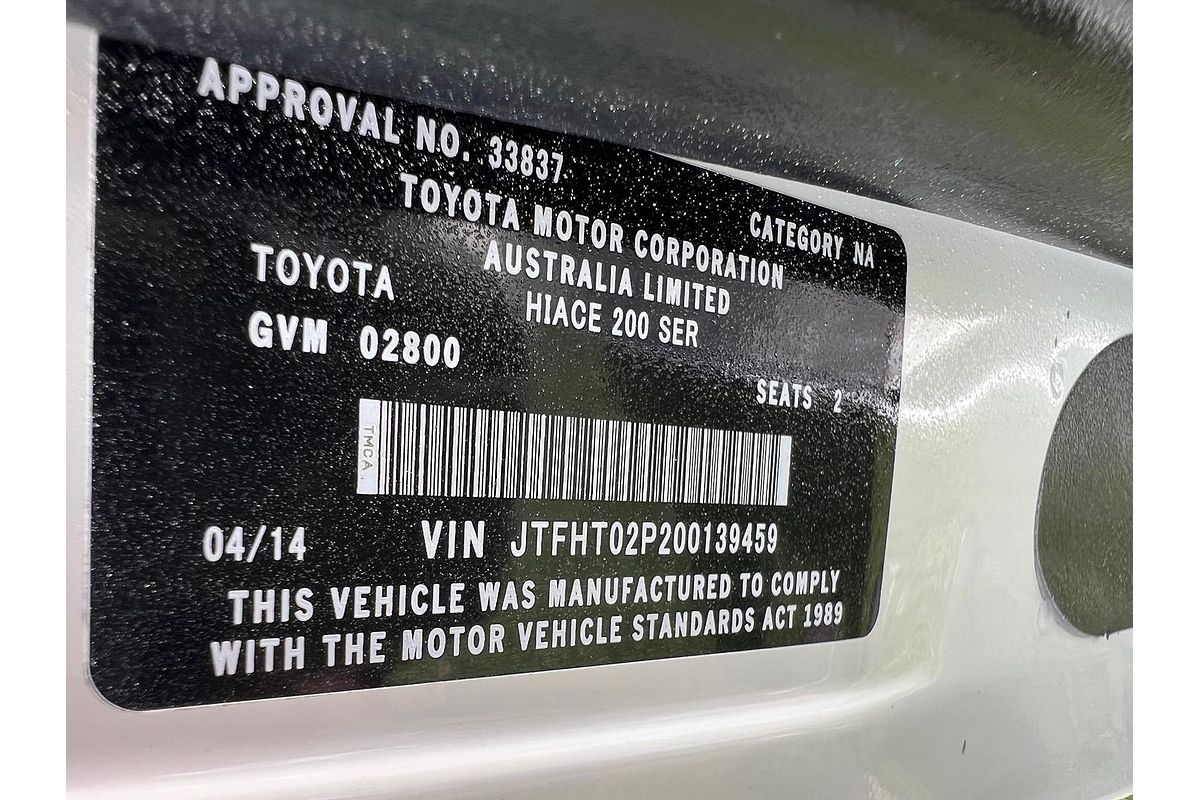 APPROVAL NO. 33837
CATEGORY NA
TOYOTA MOTOR CORPORATION
AUSTRALIA LIMITED
TOYOTA
HIACE 200 SER
GVM 02800
SEATS 2
TMCA
04/14 VIN JTFHT02P200139459
THIS VEHICLE WAS MANUFACTURED TO COMPLY
WITH THE MOTOR VEHICLE STANDARDS ACT 1989